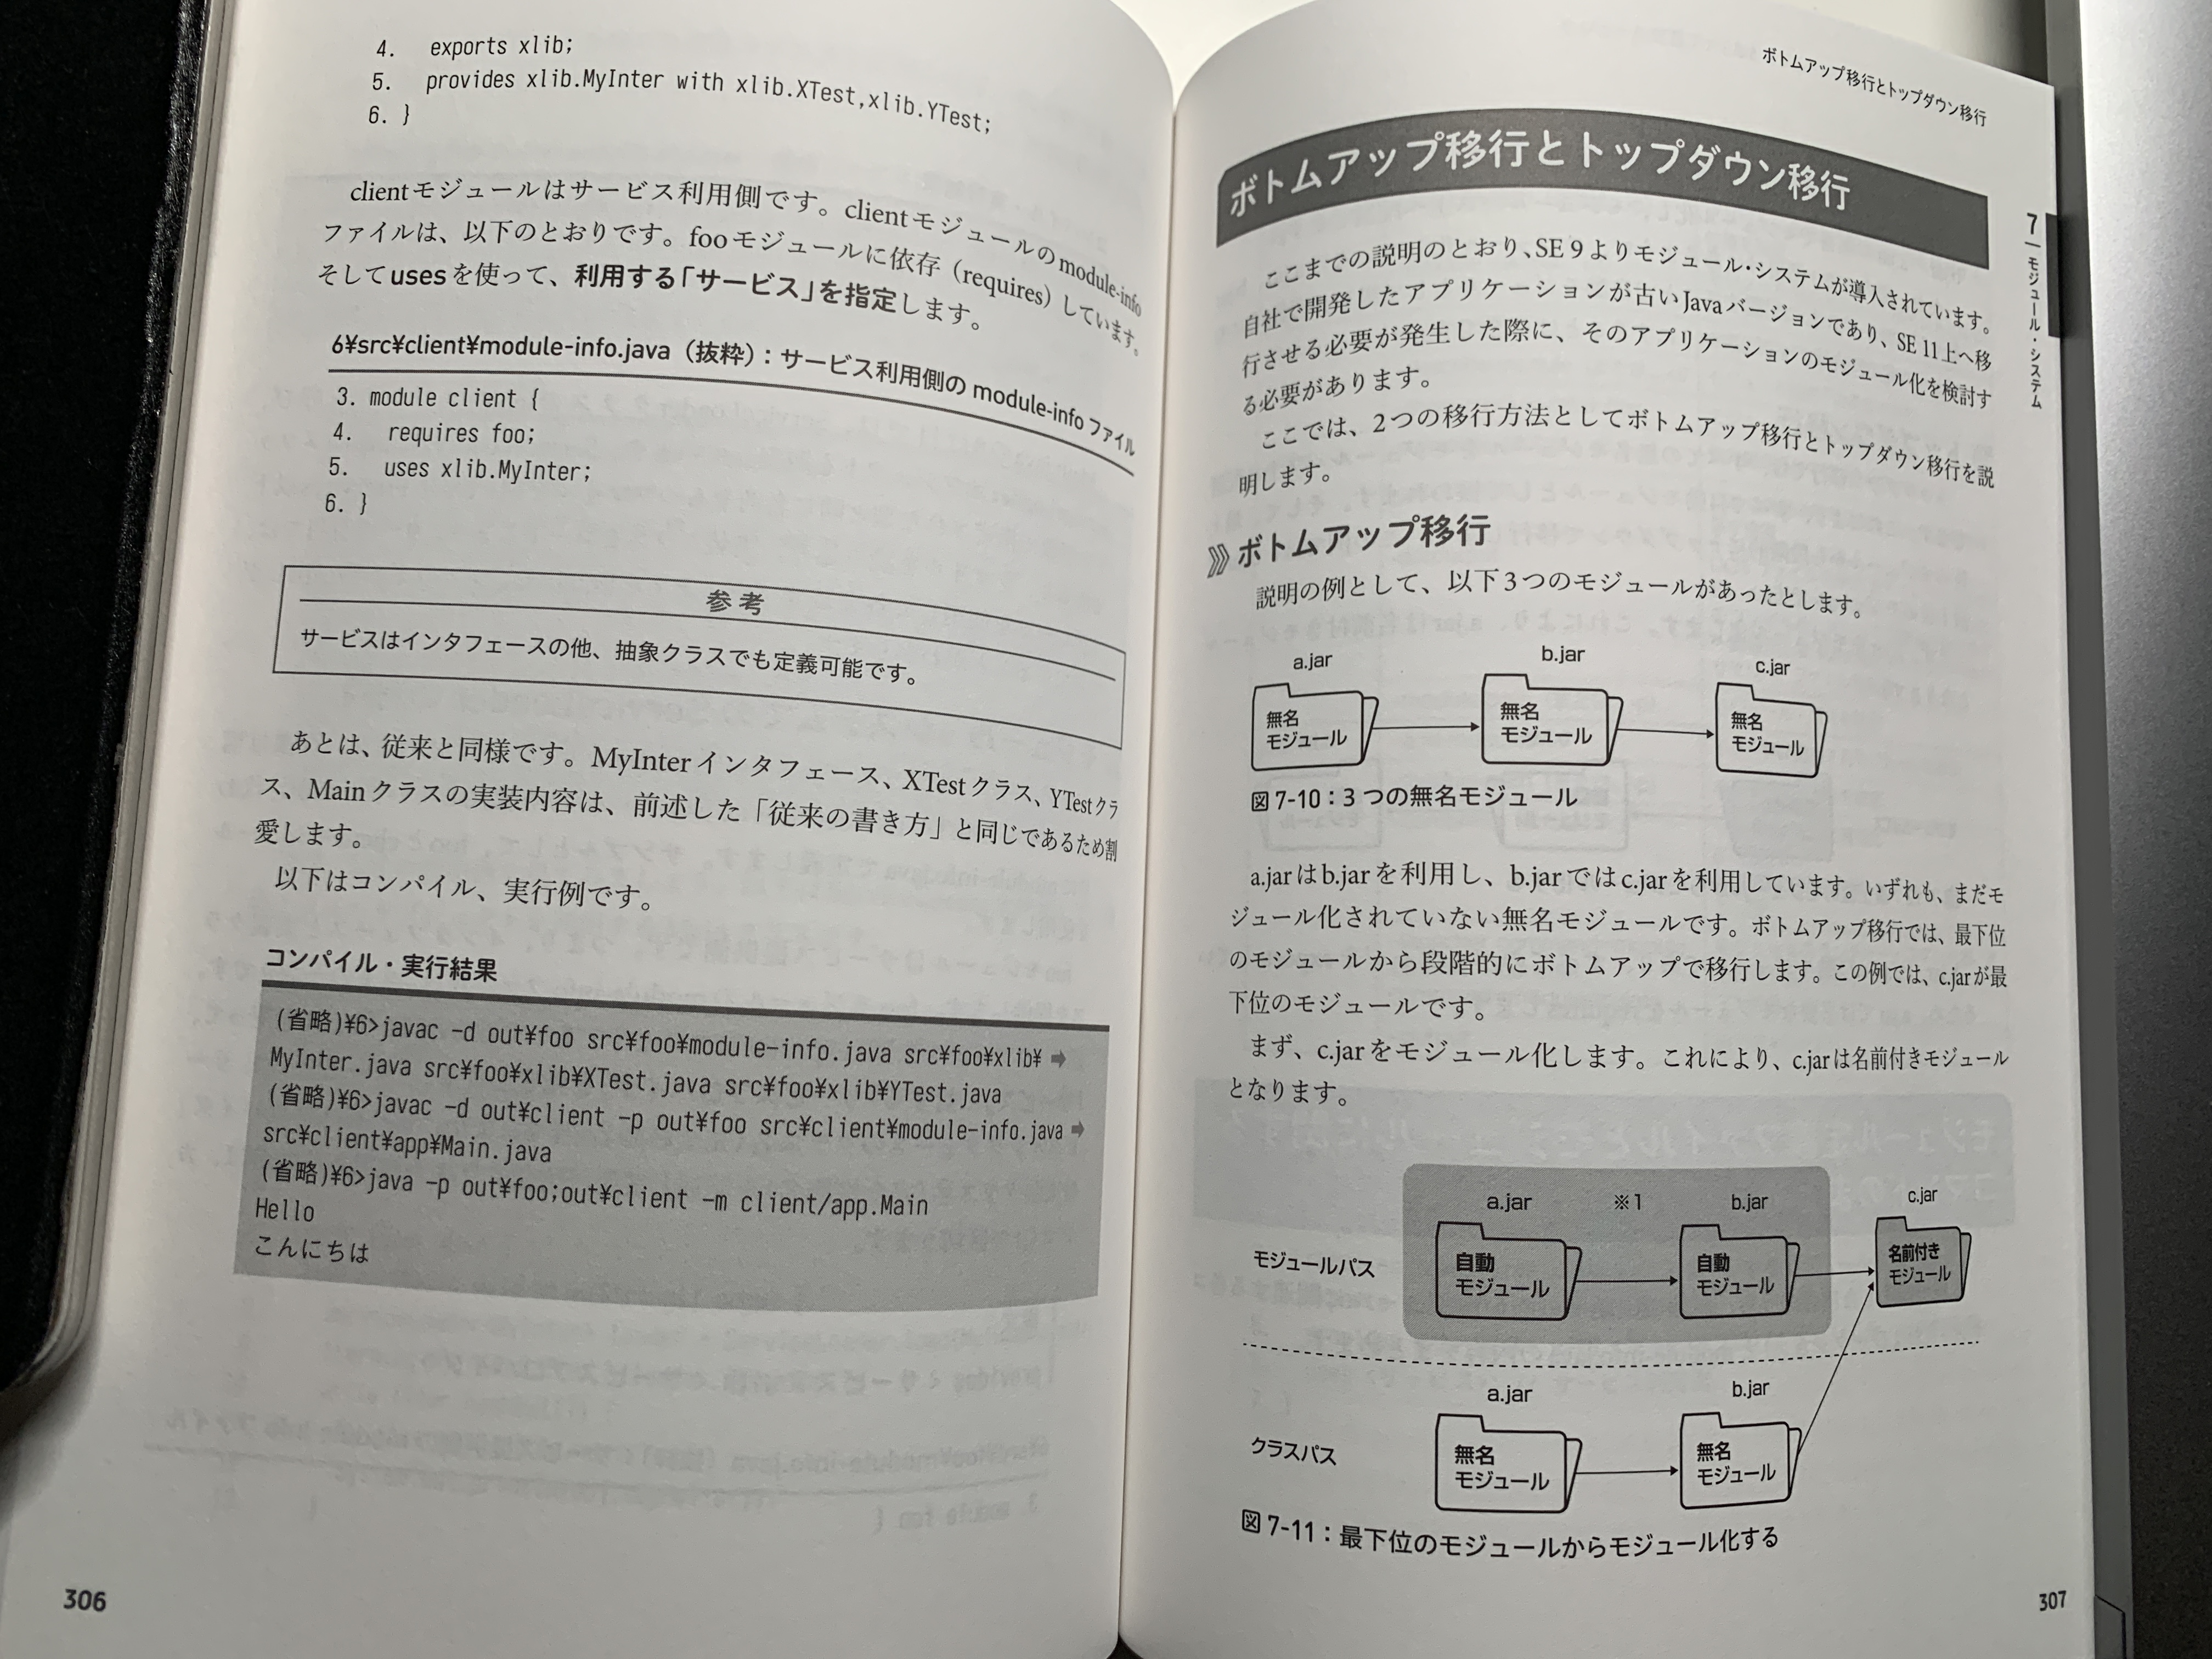 4. exports xlib;
5. provides xlib.MyInter with xlib.XTest,xlib.YTest;
6. }
clientモジュールはサービス利用側です。clientモジュールのmodule-info
ファイルは、以下のとおりです。fooモジュールに依存（requires）しています。
そしてusesを使って、利用する「サービス」を指定します。
6¥src¥client¥module-info.java（抜粋）：サービス利用側の module-info ファイル
3. module client {
4. requires foo;
5. uses xlib.MyInter;
6. }
参考
サービスはインタフェースの他、抽象クラスでも定義可能です。
あとは、従来と同様です。MyInterインタフェース、XTestクラス、YTestクラ
ス、Mainクラスの実装内容は、前述した「従来の書き方」と同じであるため割
愛します。
以下はコンパイル、実行例です。
コンパイル・実行結果
(省略)¥6>javac -d out¥foo src¥foo¥module-info.java src¥foo¥xlib¥ ➡
MyInter.java src¥foo¥xlib¥XTest.java src¥foo¥xlib¥YTest.java
(省略)¥6>javac -d out¥client -p out¥foo src¥client¥module-info.java ➡
src¥client¥app¥Main.java
(省略)¥6>java -p out¥foo;out¥client -m client/app.Main
Hello
こんにちは
306
ボトムアップ移行とトップダウン移行
7 モジュール・システム
ボトムアップ移行とトップダウン移行
ここまでの説明のとおり、SE 9よりモジュール・システムが導入されています。
自社で開発したアプリケーションが古いJavaバージョンであり、SE 11上へ移
行させる必要が発生した際に、そのアプリケーションのモジュール化を検討す
る必要があります。
ここでは、2つの移行方法としてボトムアップ移行とトップダウン移行を説
明します。
ボトムアップ移行
説明の例として、以下3つのモジュールがあったとします。
a.jar b.jar c.jar
無名 無名 無名
モジュール モジュール モジュール
図7-10：3つの無名モジュール
a.jarはb.jarを利用し、b.jarではc.jarを利用しています。いずれも、まだモ
ジュール化されていない無名モジュールです。ボトムアップ移行では、最下位
のモジュールから段階的にボトムアップで移行します。この例では、c.jarが最
下位のモジュールです。
まず、c.jarをモジュール化します。これにより、c.jarは名前付きモジュール
となります。
a.jar ※1 b.jar c.jar
モジュールパス
自動 自動 名前付き
モジュール モジュール モジュール
a.jar b.jar
クラスパス
無名 無名
モジュール モジュール
図7-11：最下位のモジュールからモジュール化する
307